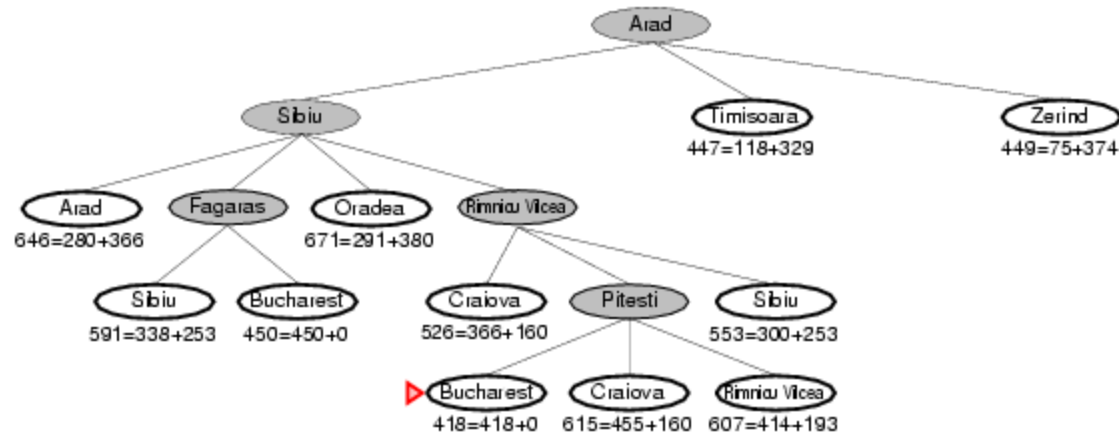 Arad
Sibiu
Timisoara
Zerind
447=118+329
449=75+374
Arad
Fagaras
Oradea
Rimnicu Vilcea
646=280+366
671=291+380
Sibiu
Bucharest
Craiova
Pitesti
Sibiu
591=338+253
450=450+0
526=366+160
553=300+253
Bucharest
Craiova
Rimnicu Vilcea
418=418+0
615=455+160
607=414+193